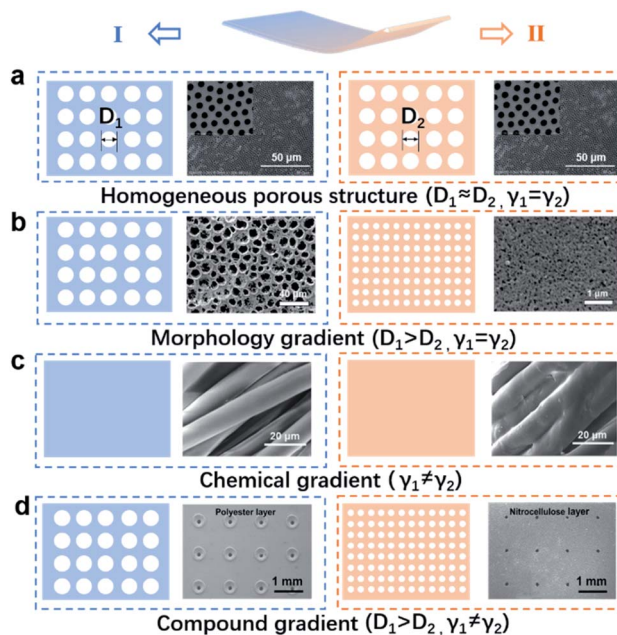 I II
a
D₁ 50 μm D₂ 50 μm
Homogeneous porous structure (D₁≈D₂, γ₁=γ₂)
b
40 μm 1 μm
Morphology gradient (D₁>D₂, γ₁=γ₂)
c
20 μm 20 μm
Chemical gradient (γ₁≠γ₂)
d
Polyester layer Nitrocellulose layer
1 mm 1 mm
Compound gradient (D₁>D₂, γ₁≠γ₂)